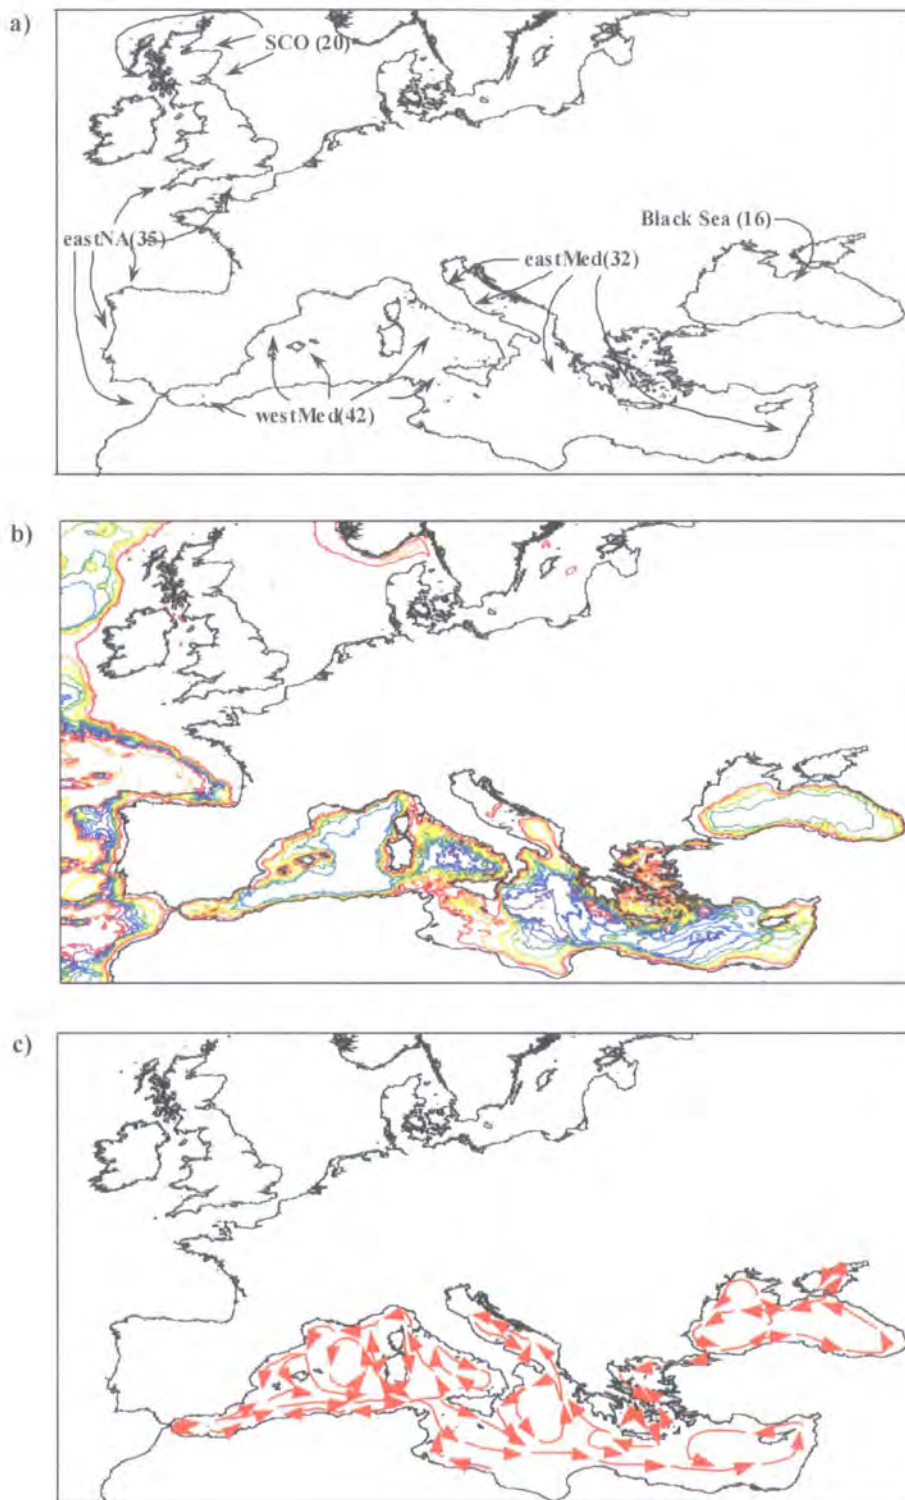 a)
SCO (20)
Black Sea (16)
eastNA(35)
eastMed(32)
westMed(42)
b)
c)